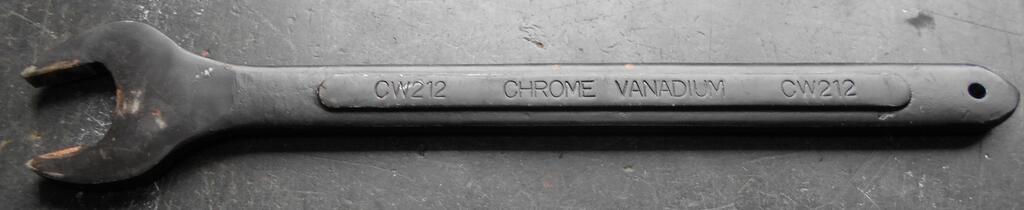 CW212 CHROME VANADIUM CW212